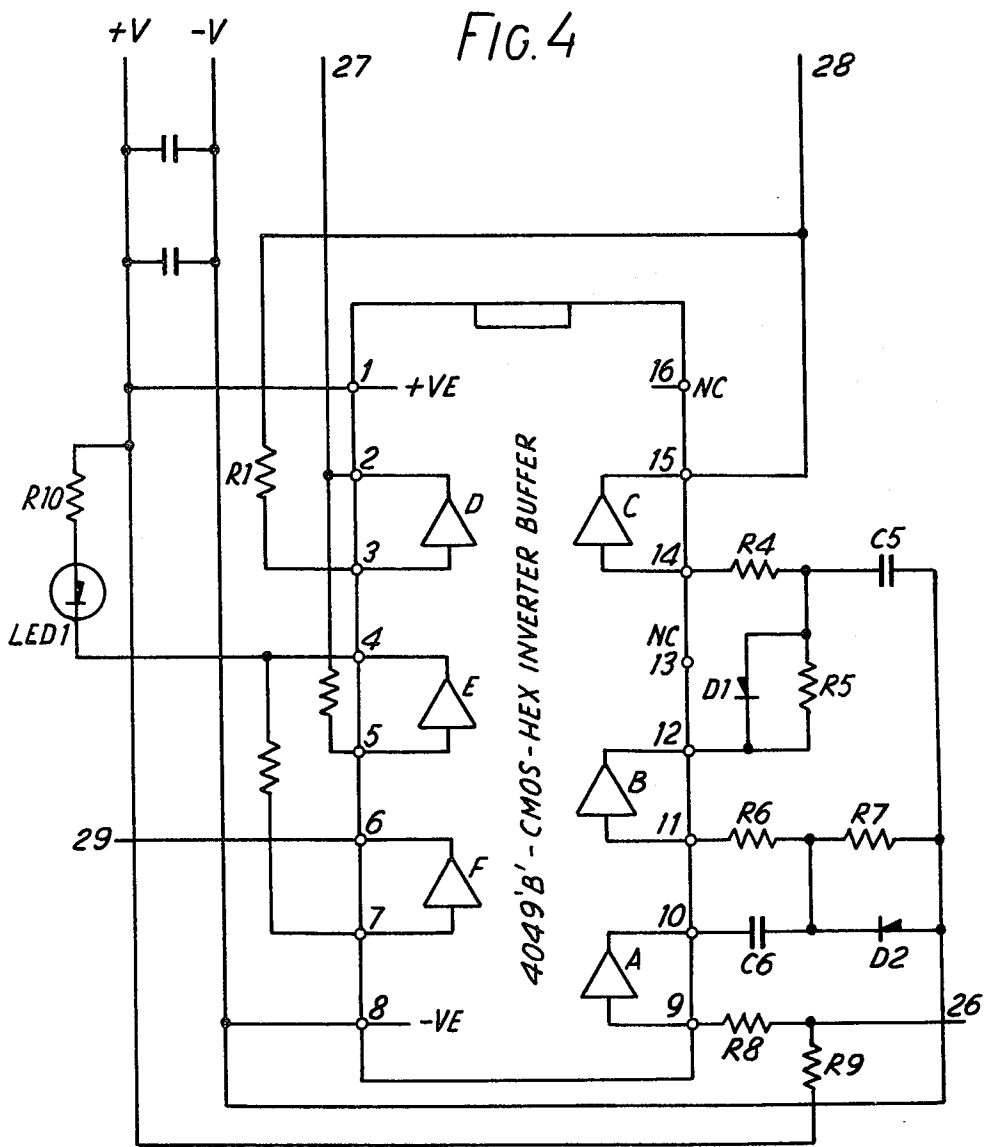 FIG. 4
+V -V
27
28
1 +VE
16 NC
2
15
R1
D
C
R10
3
14
R4
C5
LED1
4
NC
13
E
D1
R5
5
12
B
6
11
R6
R7
29
F
7
10
C6
D2
A
8 -VE
9
26
R8
R9
4049'B' - CMOS - HEX INVERTER BUFFER